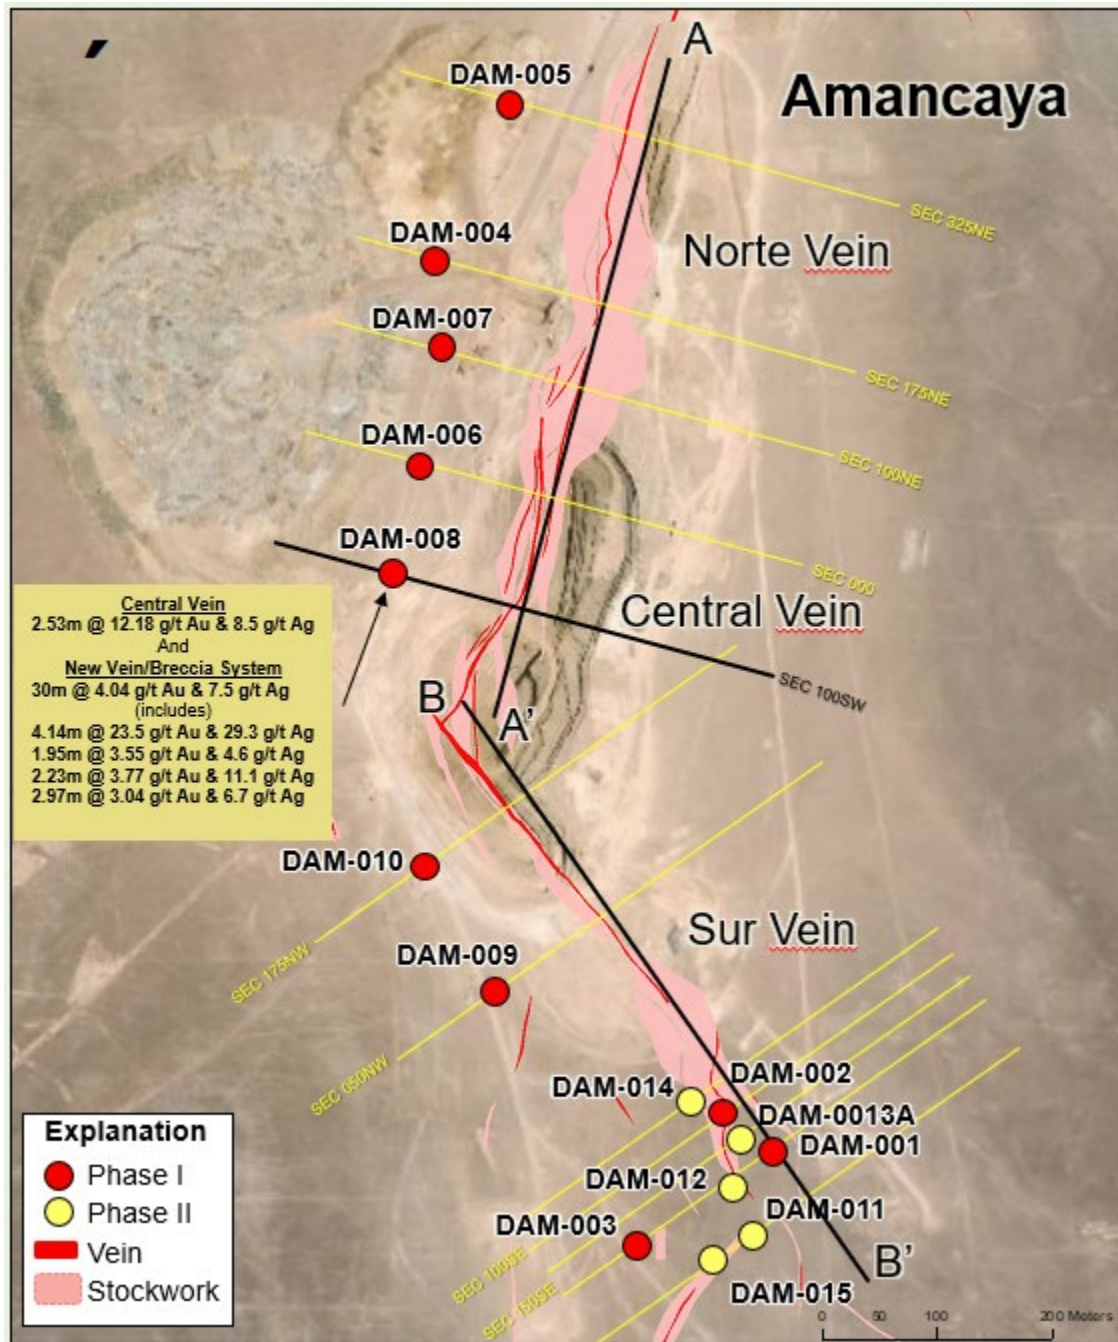 A
Amancaya
DAM-005
SEC 325NE
DAM-004
Norte Vein
DAM-007
SEC 175NE
DAM-006
SEC 100NE
DAM-008
SEC 000
Central Vein
SEC 100SW
Central Vein
2.53m @ 12.18 g/t Au & 8.5 g/t Ag
And
New Vein/Breccia System
30m @ 4.04 g/t Au & 7.5 g/t Ag
(includes)
4.14m @ 23.5 g/t Au & 29.3 g/t Ag
1.95m @ 3.55 g/t Au & 4.6 g/t Ag
2.23m @ 3.77 g/t Au & 11.1 g/t Ag
2.97m @ 3.04 g/t Au & 6.7 g/t Ag
B
A'
DAM-010
Sur Vein
SEC 175NW
DAM-009
SEC 050NW
DAM-014
DAM-002
DAM-0013A
DAM-001
DAM-012
DAM-011
DAM-003
SEC 100SE
SEC 150SE
B'
DAM-015
Explanation
Phase I
Phase II
Vein
Stockwork
0 50 100 200 Meters